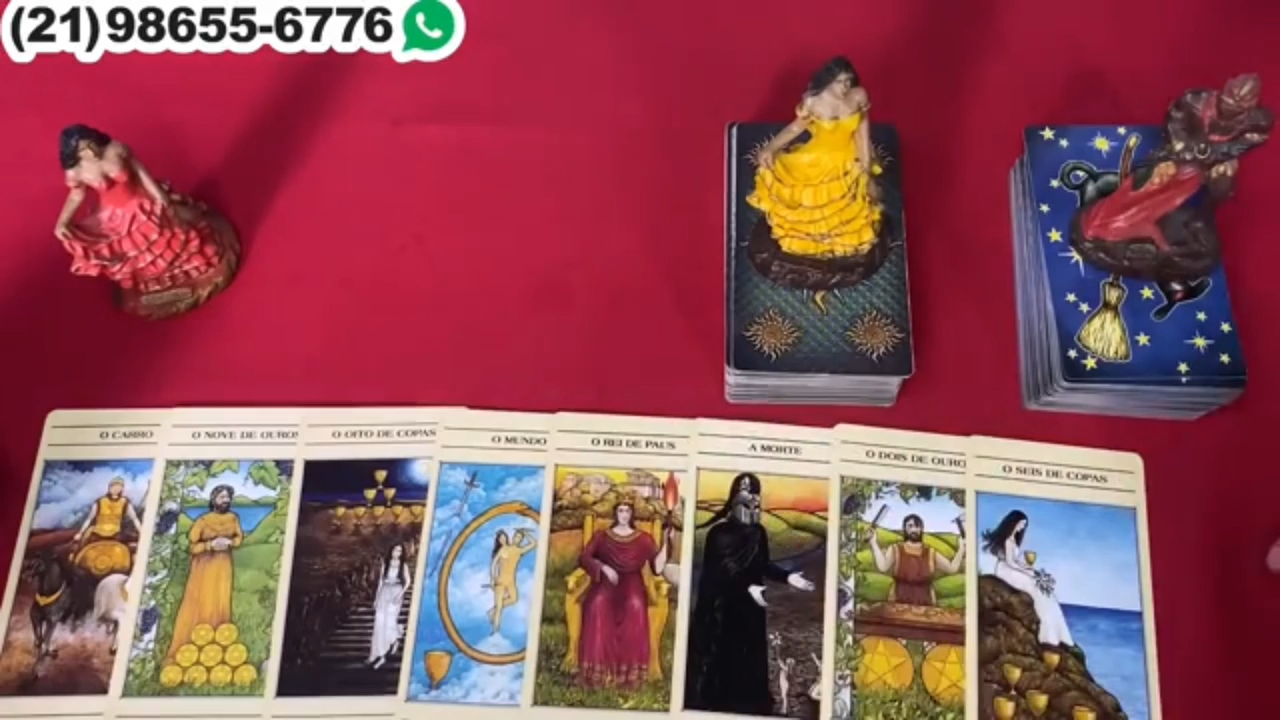 (21)98655-6776
O CARRO
O NOVE DE OUROS
O OITO DE COPAS
O MUNDO
O REI DE PAUS
A MORTE
O DOIS DE OURO
O SEIS DE COPAS